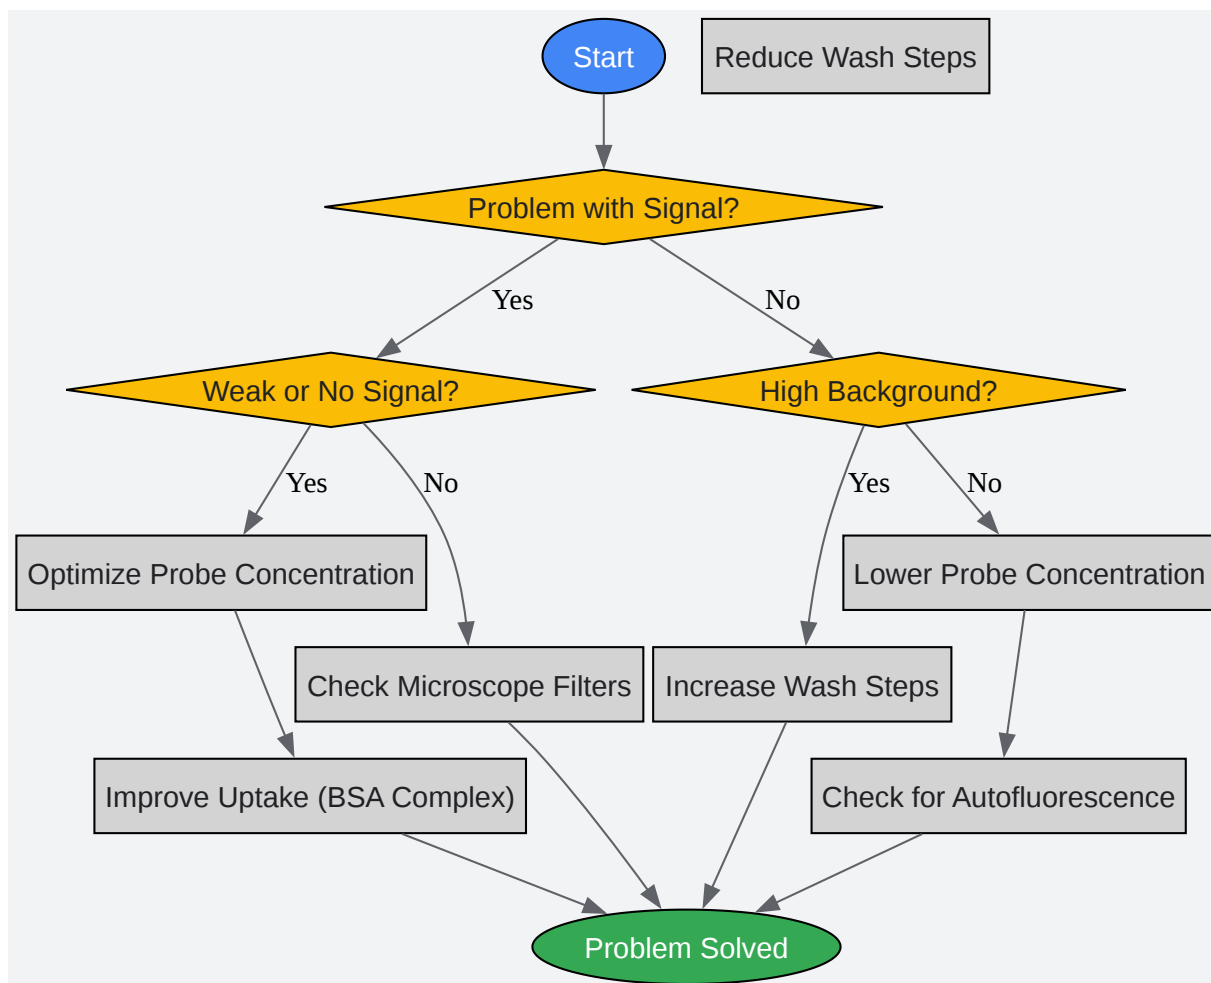 Start
Reduce Wash Steps
Problem with Signal?
Yes
No
Weak or No Signal?
High Background?
Yes
No
Yes
No
Optimize Probe Concentration
Lower Probe Concentration
Check Microscope Filters
Increase Wash Steps
Improve Uptake (BSA Complex)
Check for Autofluorescence
Problem Solved